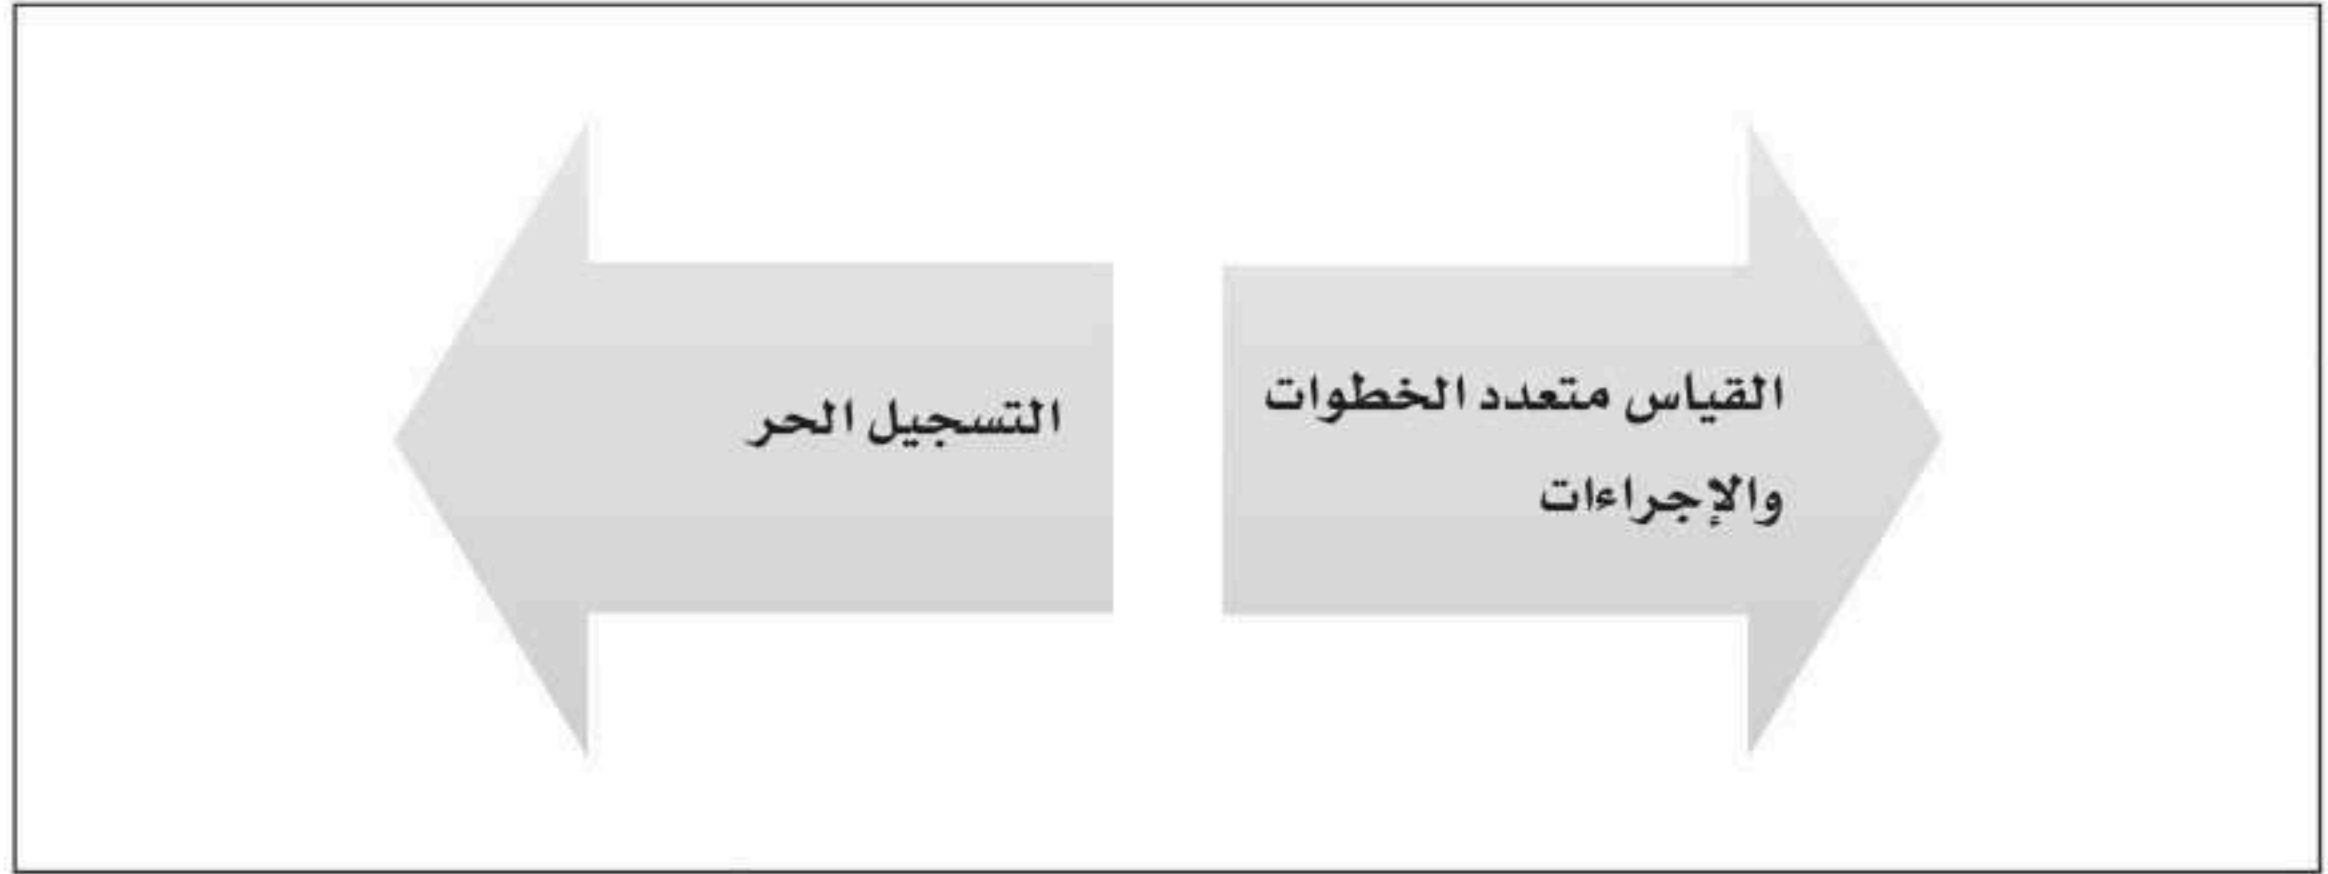 القياس متعدد الخطوات
والإجراءات
التسجيل الحر